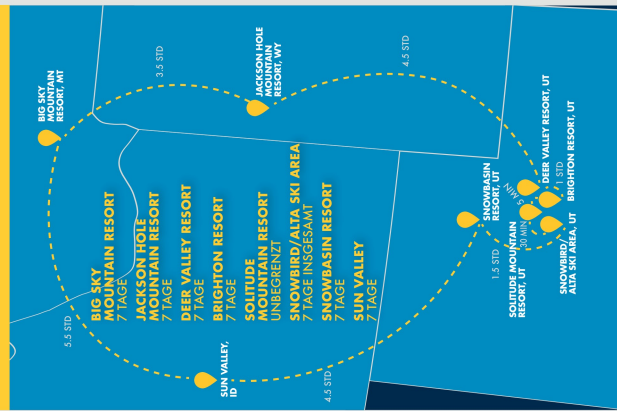 BIG SKY
MOUNTAIN RESORT
7 TAGE
JACKSON HOLE
MOUNTAIN RESORT
7 TAGE
DEER VALLEY RESORT
7 TAGE
BRIGHTON RESORT
7 TAGE
SOLITUDE
MOUNTAIN RESORT
UNBEGRENZT
SNOWBIRD/ALTA SKI AREA
7 TAGE INSGESAMT
SNOWBASIN RESORT
7 TAGE
SUN VALLEY
7 TAGE
BIG SKY
MOUNTAIN
RESORT, MT
3.5 STD
JACKSON HOLE
MOUNTAIN
RESORT, WY
4.5 STD
DEER VALLEY RESORT, UT
1 STD
BRIGHTON RESORT, UT
5 MIN
30 MIN
SNOWBIRD/
ALTA SKI AREA, UT
SOLITUDE MOUNTAIN
RESORT, UT
1.5 STD
SNOWBASIN
RESORT, UT
4.5 STD
SUN VALLEY,
ID
5.5 STD